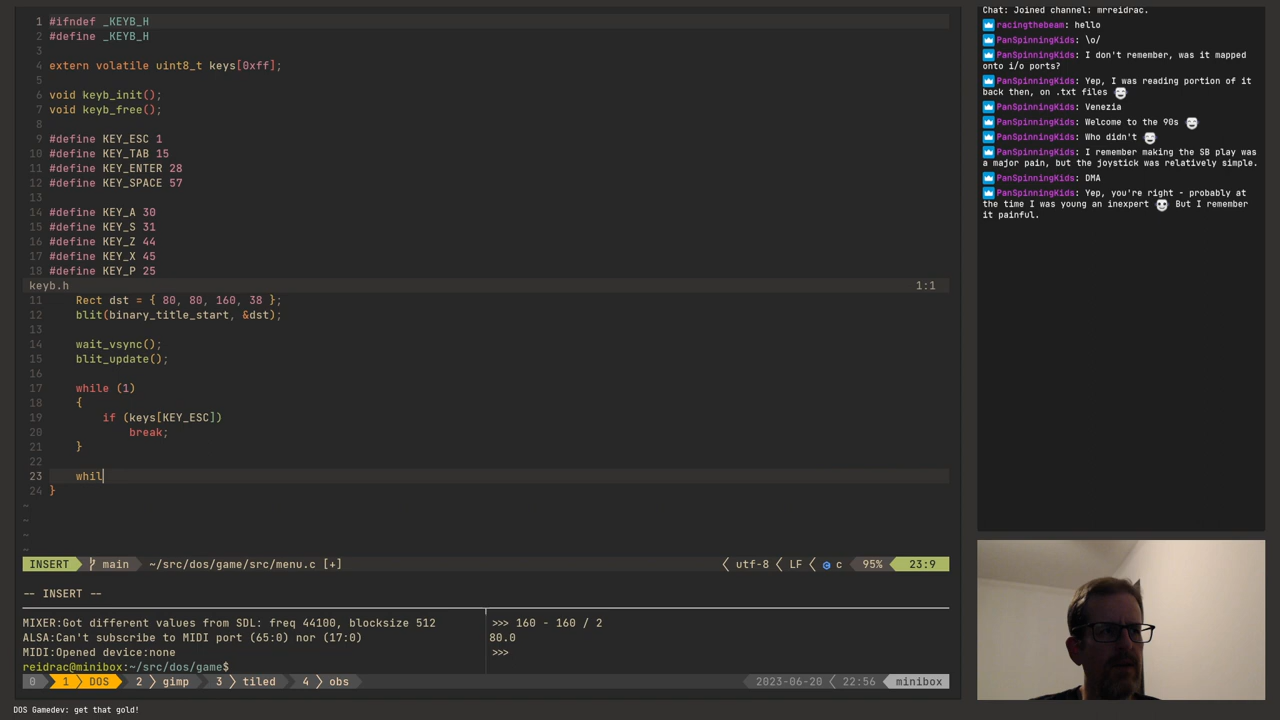 1 #ifndef _KEYB_H
2 #define _KEYB_H
3
4 extern volatile uint8_t keys[0xff];
5
6 void keyb_init();
7 void keyb_free();
8
9 #define KEY_ESC 1
10 #define KEY_TAB 15
11 #define KEY_ENTER 28
12 #define KEY_SPACE 57
13
14 #define KEY_A 30
15 #define KEY_S 31
16 #define KEY_Z 44
17 #define KEY_X 45
18 #define KEY_P 25
keyb.h 1:1
11 Rect dst = { 80, 80, 160, 38 };
12 blit(binary_title_start, &dst);
13
14 wait_vsync();
15 blit_update();
16
17 while (1)
18 {
19 if (keys[KEY_ESC])
20 break;
21 }
22
23 whil
24 }
~
~
~
~
INSERT main ~/src/dos/game/src/menu.c [+] utf-8 LF c 95% 23:9
-- INSERT --
MIXER:Got different values from SDL: freq 44100, blocksize 512
ALSA:Can't subscribe to MIDI port (65:0) nor (17:0)
MIDI:Opened device:none
reidrac@minibox:~/src/dos/game$
>>> 160 - 160 / 2
80.0
>>>
0 1 DOS 2 gimp 3 tiled 4 obs 2023-06-20 22:56 minibox
DOS Gamedev: get that gold!
Chat: Joined channel: mrreidrac.
racingthebeam: hello
PanSpinningKids: \o/
PanSpinningKids: I don't remember, was it mapped
onto i/o ports?
PanSpinningKids: Yep, I was reading portion of it
back then, on .txt files
PanSpinningKids: Venezia
PanSpinningKids: Welcome to the 90s
PanSpinningKids: Who didn't
PanSpinningKids: I remember making the SB play was
a major pain, but the joystick was relatively simple.
PanSpinningKids: DMA
PanSpinningKids: Yep, you're right - probably at
the time I was young an inexpert But I remember
it painful.